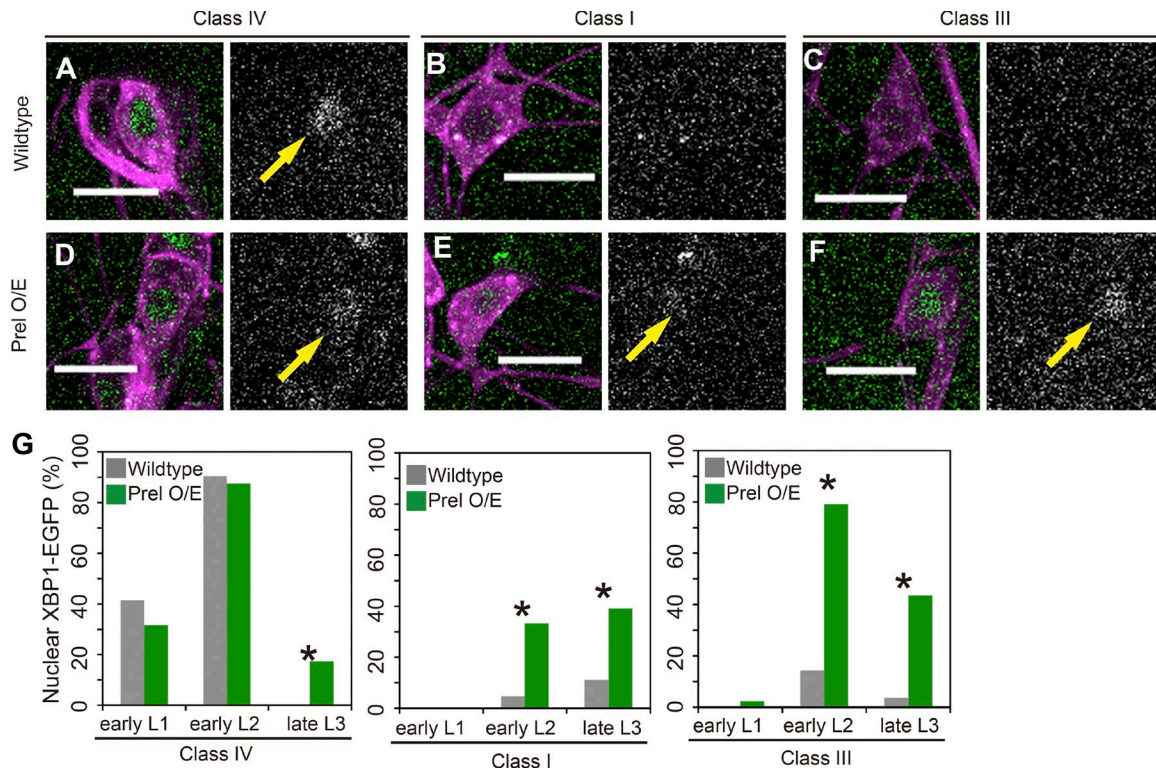 Class IV Class I Class III
Wildtype
A B C
Prel O/E
D E F
G
Nuclear XBP1-EGFP (%)
100
80
60
40
20
0
Wildtype
Prel O/E
*
early L1 early L2 late L3
Class IV
100
80
60
40
20
0
Wildtype
Prel O/E
* *
early L1 early L2 late L3
Class I
100
80
60
40
20
0
Wildtype
Prel O/E
* *
early L1 early L2 late L3
Class III